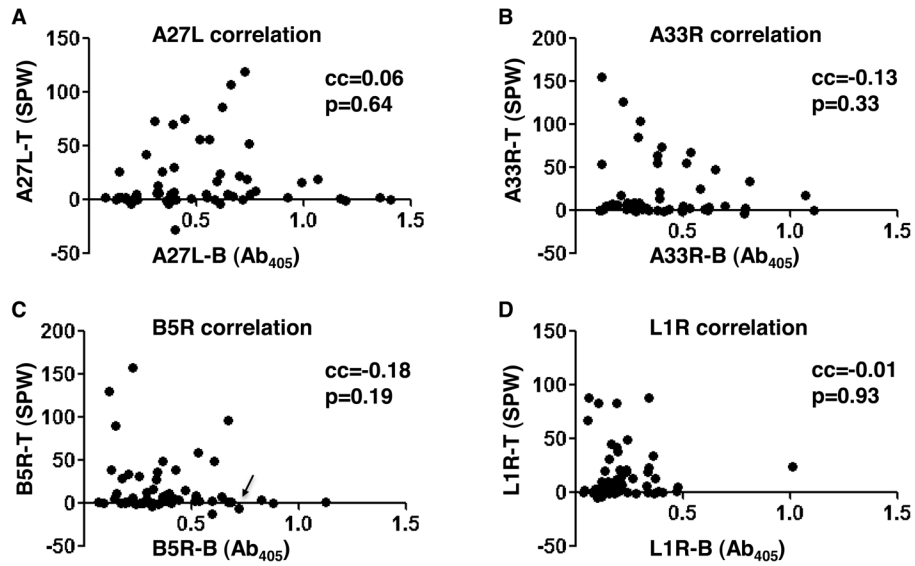 A
A27L correlation
cc=0.06
p=0.64
150
100
50
0
-50
0.5
1.0
1.5
A27L-T (SPW)
A27L-B (Ab405)
B
A33R correlation
cc=-0.13
p=0.33
200
150
100
50
0
-50
0.5
1.0
1.5
A33R-T (SPW)
A33R-B (Ab405)
C
B5R correlation
cc=-0.18
p=0.19
200
150
100
50
0
-50
0.5
1.0
1.5
B5R-T (SPW)
B5R-B (Ab405)
D
L1R correlation
cc=-0.01
p=0.93
150
100
50
0
-50
0.5
1.0
1.5
L1R-T (SPW)
L1R-B (Ab405)